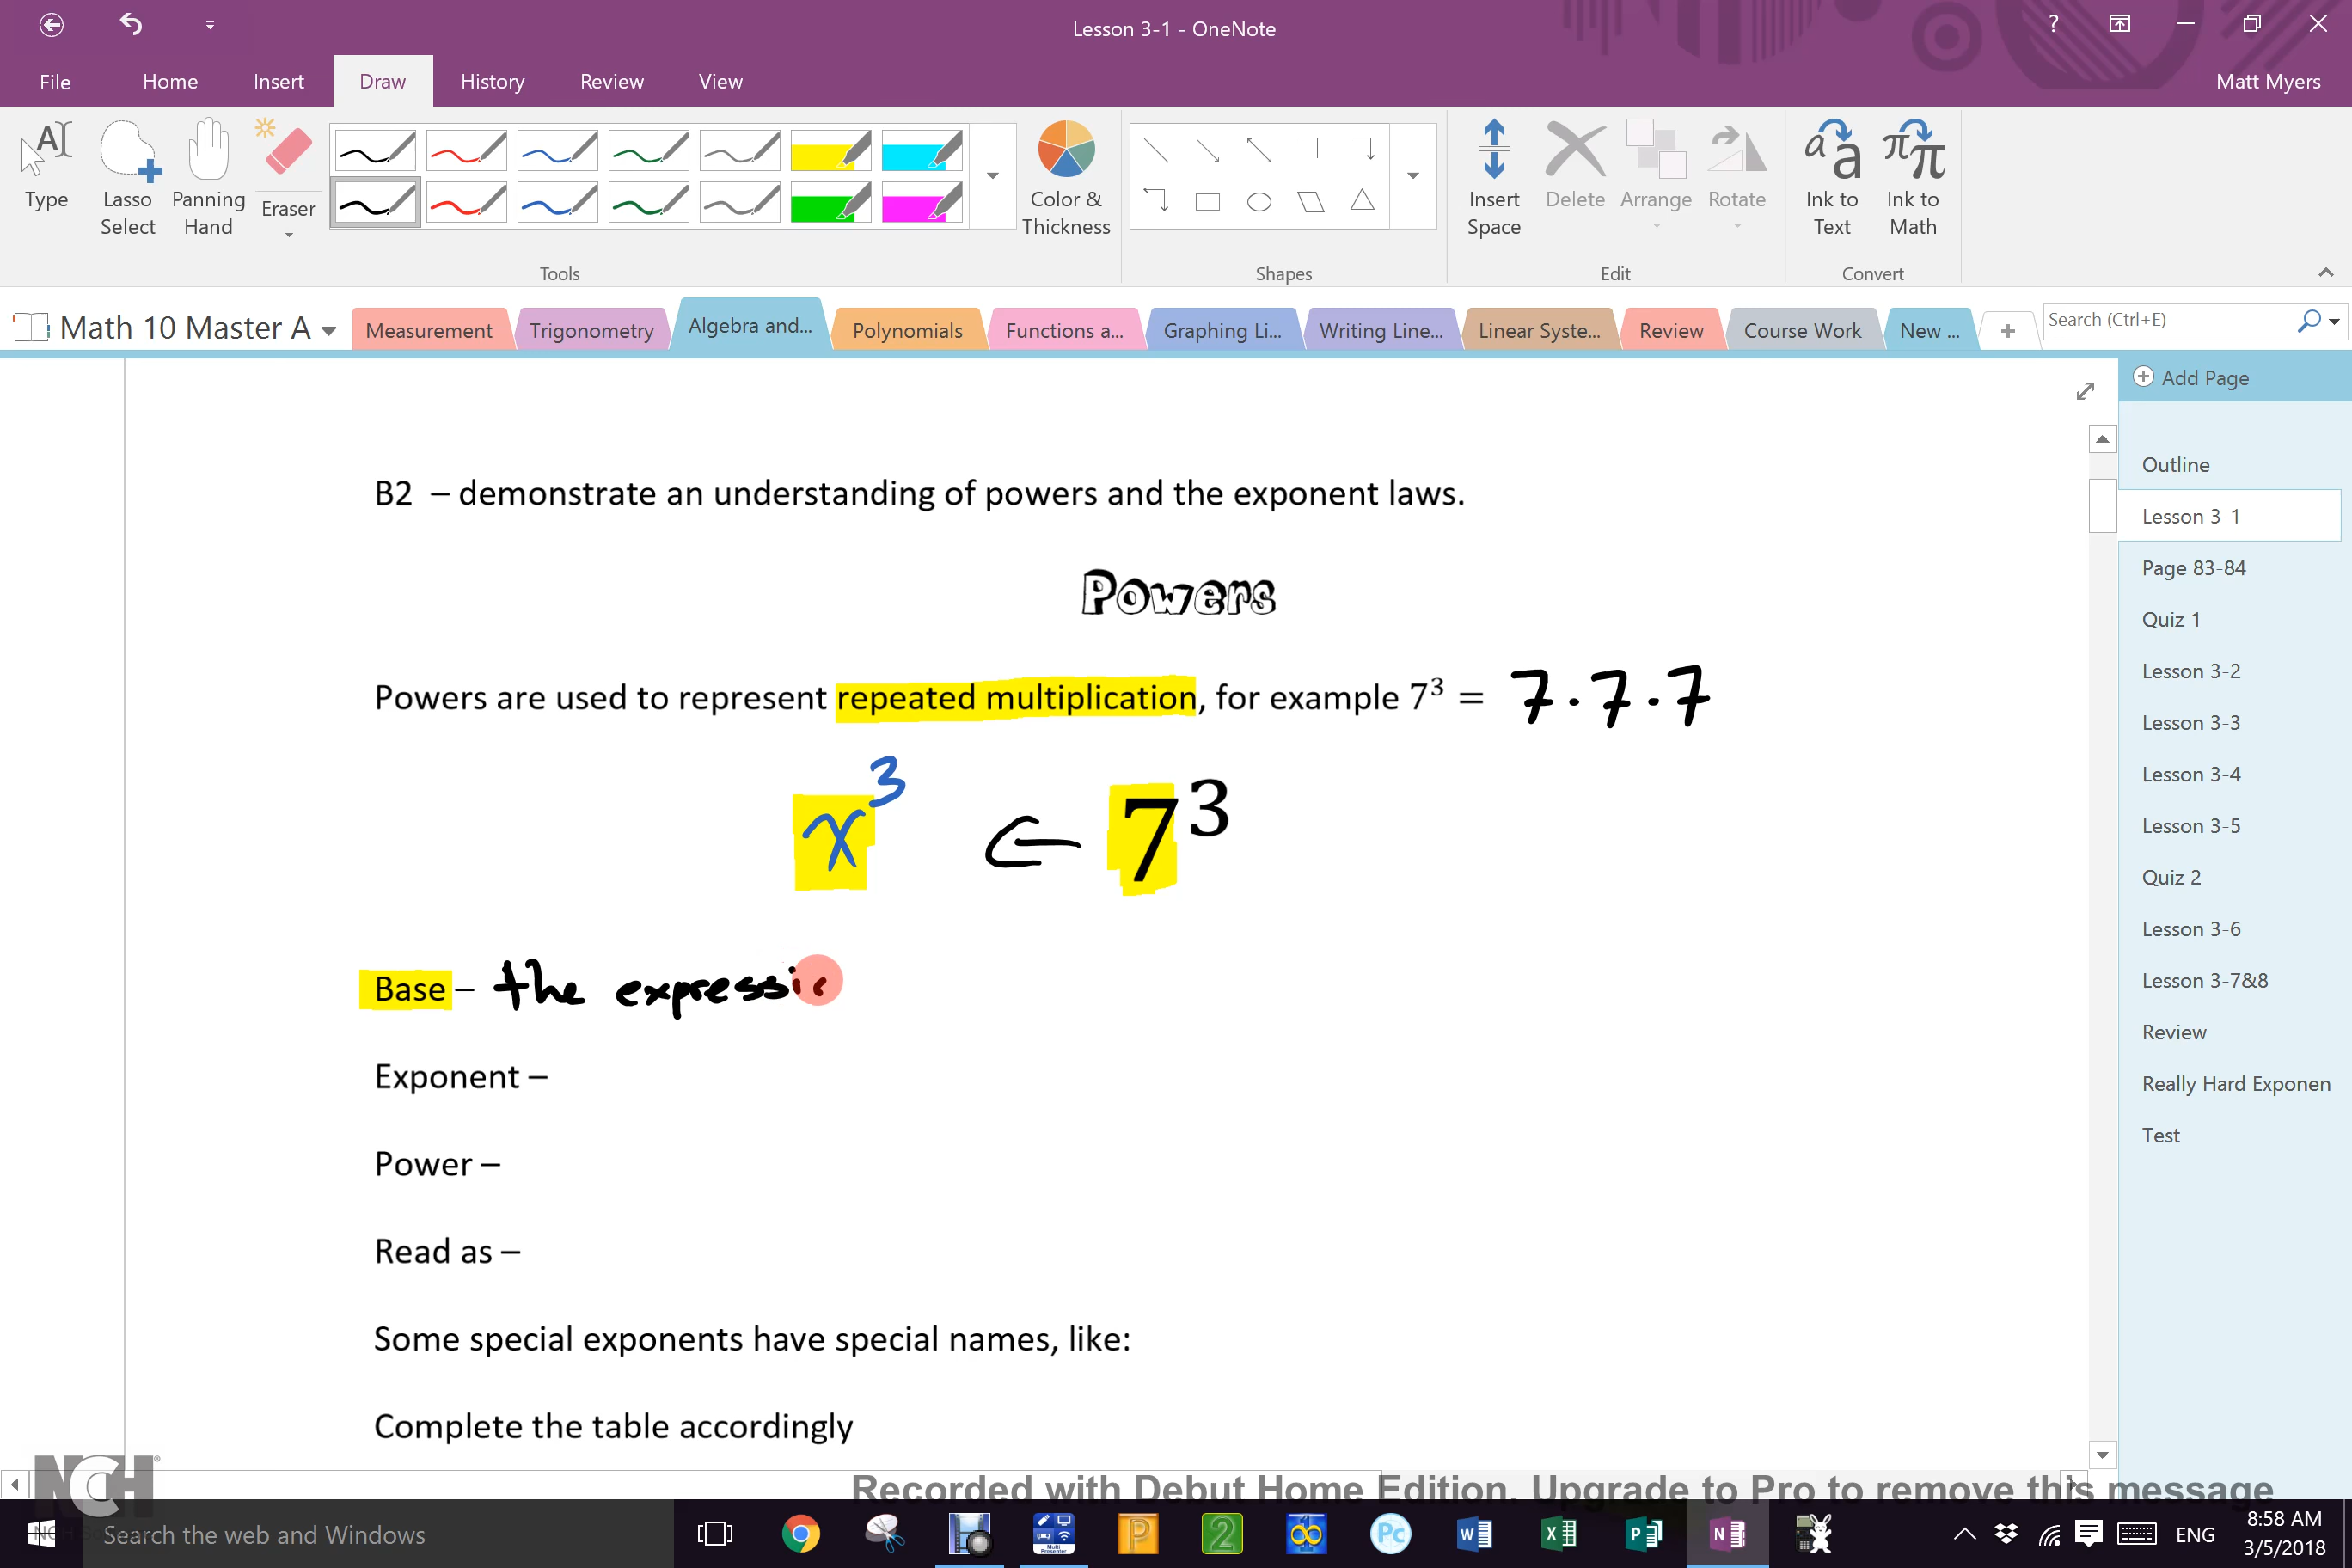 Lesson 3-1 - OneNote
?
File Home Insert Draw History Review View Matt Myers
Type
Lasso Select
Panning Hand
Eraser
Color & Thickness
Insert Space
Delete
Arrange
Rotate
Ink to Text
Ink to Math
Tools Shapes Edit Convert
Math 10 Master A Measurement Trigonometry Algebra and... Polynomials Functions a... Graphing Li... Writing Line... Linear Syste... Review Course Work New ... + Search (Ctrl+E)
Add Page
Outline
Lesson 3-1
Page 83-84
Quiz 1
Lesson 3-2
Lesson 3-3
Lesson 3-4
Lesson 3-5
Quiz 2
Lesson 3-6
Lesson 3-7&8
Review
Really Hard Exponen
Test
B2 – demonstrate an understanding of powers and the exponent laws.
Powers
Powers are used to represent repeated multiplication, for example 7³ = 7·7·7
x³ ← 7³
Base – the expressi
Exponent –
Power –
Read as –
Some special exponents have special names, like:
Complete the table accordingly
NCH
Recorded with Debut Home Edition. Upgrade to Pro to remove this message
Search the web and Windows
ENG
8:58 AM
3/5/2018